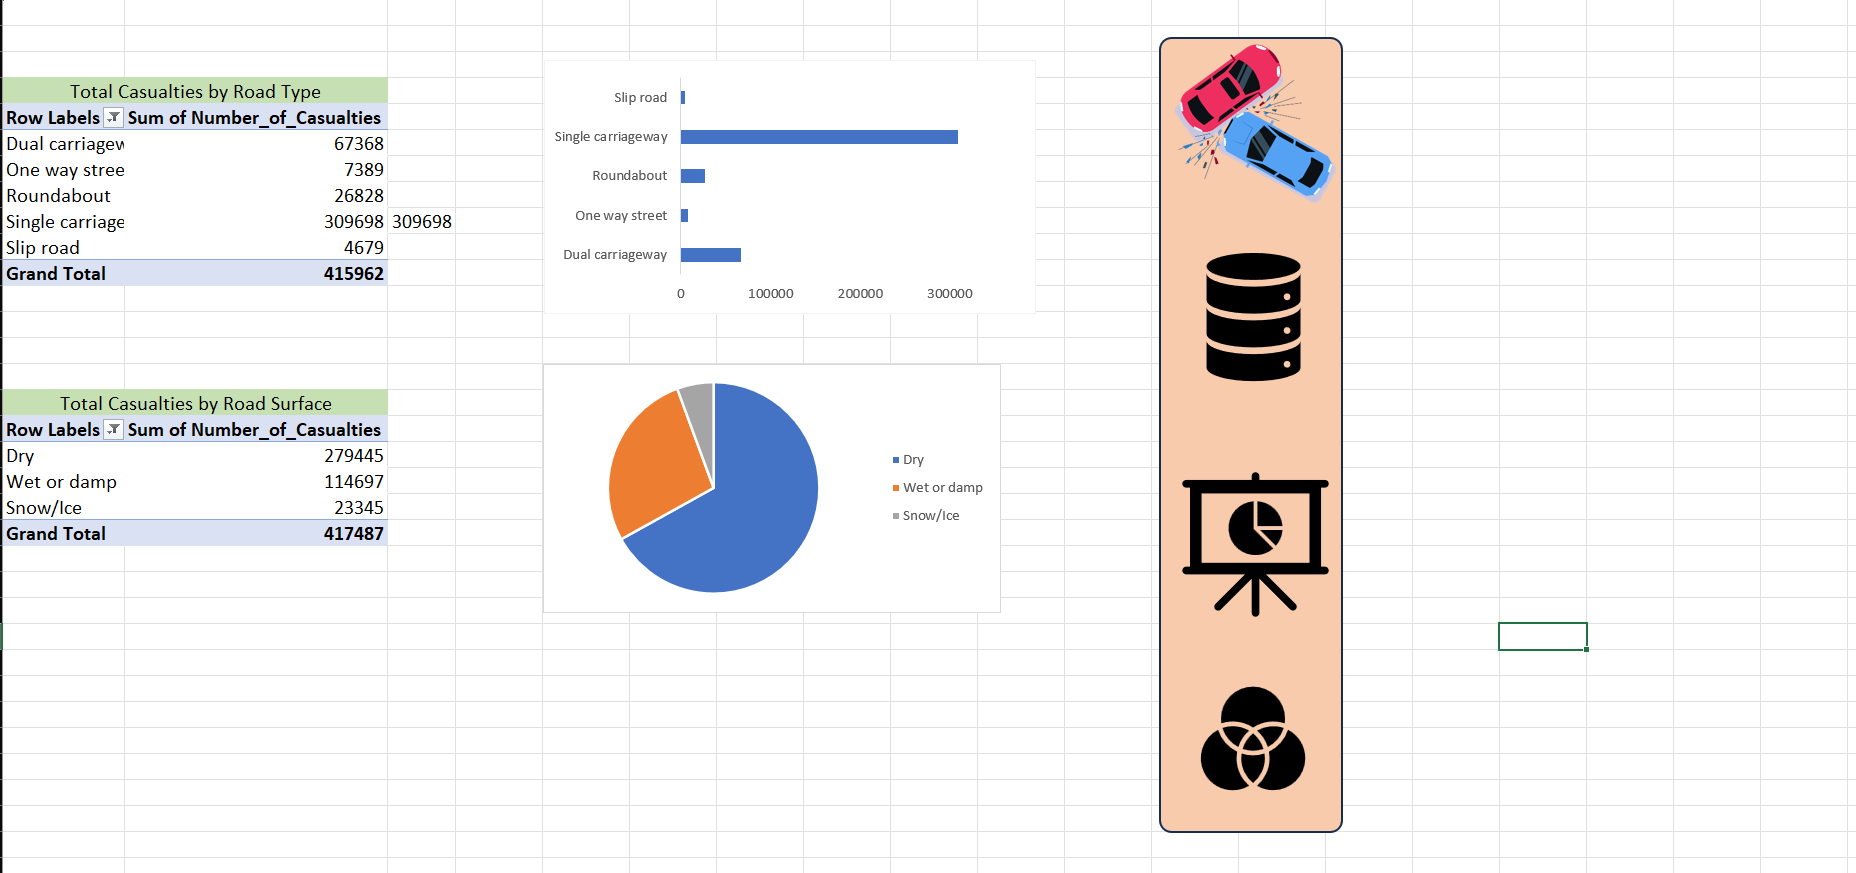 Total Casualties by Road Type
Row Labels Sum of Number_of_Casualties
Dual carriagew 67368
One way stree 7389
Roundabout 26828
Single carriage 309698 309698
Slip road 4679
Grand Total 415962
Slip road
Single carriageway
Roundabout
One way street
Dual carriageway
0 100000 200000 300000
Total Casualties by Road Surface
Row Labels Sum of Number_of_Casualties
Dry 279445
Wet or damp 114697
Snow/Ice 23345
Grand Total 417487
Dry
Wet or damp
Snow/Ice